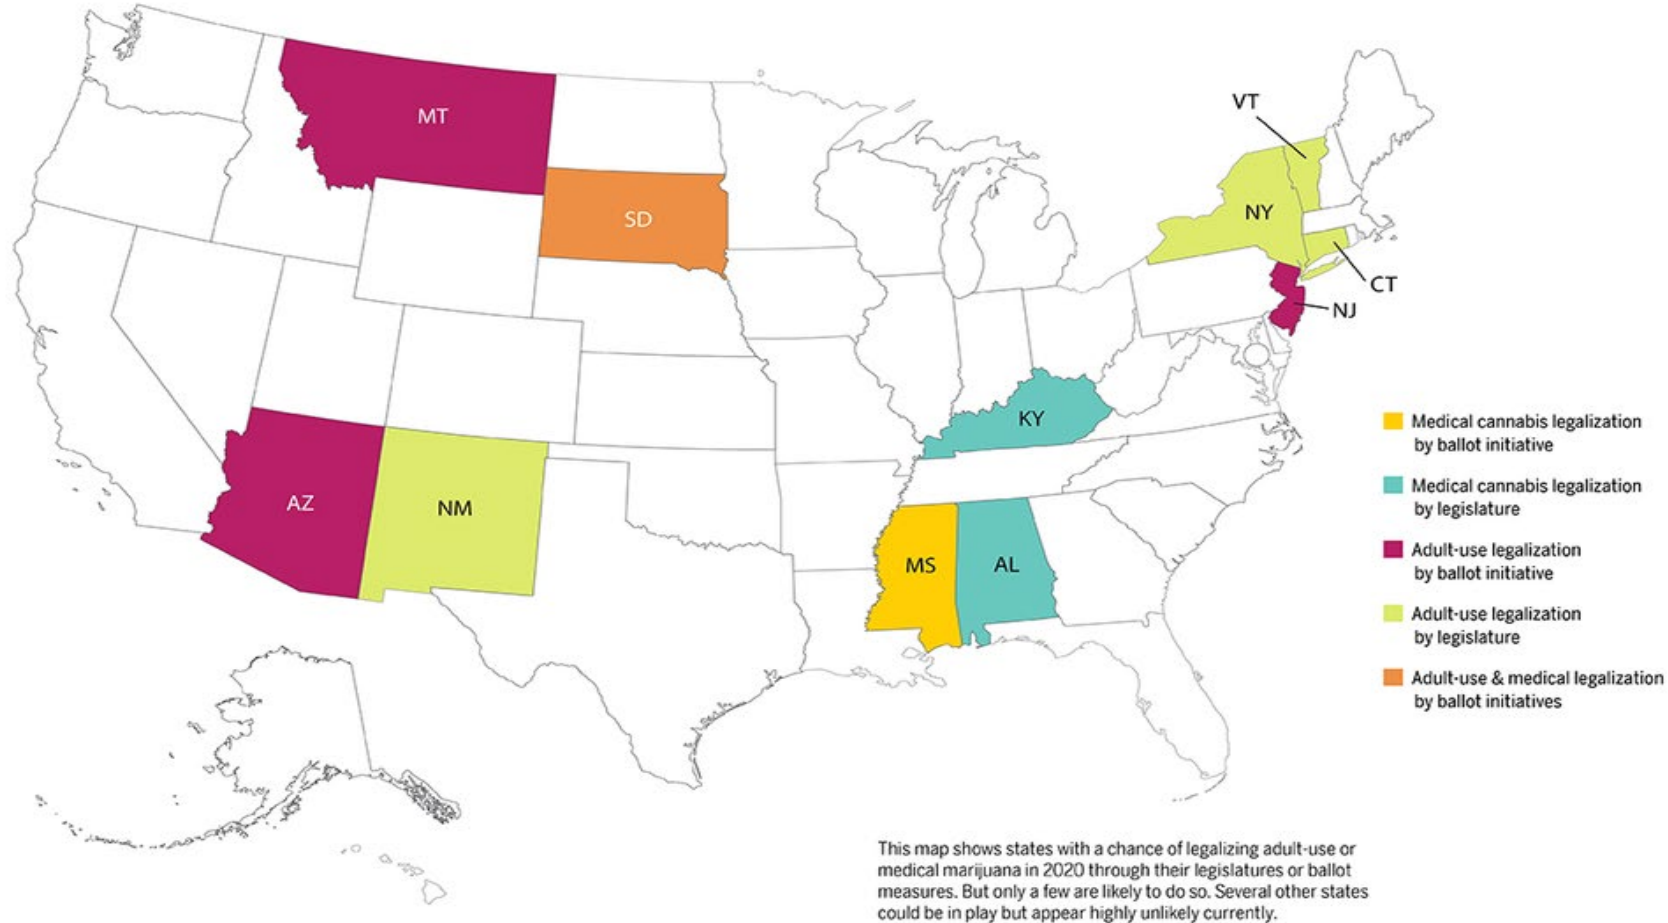 MT
VT
SD
NY
CT
NJ
KY
AZ
NM
MS
AL
Medical cannabis legalization
by ballot initiative
Medical cannabis legalization
by legislature
Adult-use legalization
by ballot initiative
Adult-use legalization
by legislature
Adult-use & medical legalization
by ballot initiatives
This map shows states with a chance of legalizing adult-use or
medical marijuana in 2020 through their legislatures or ballot
measures. But only a few are likely to do so. Several other states
could be in play but appear highly unlikely currently.